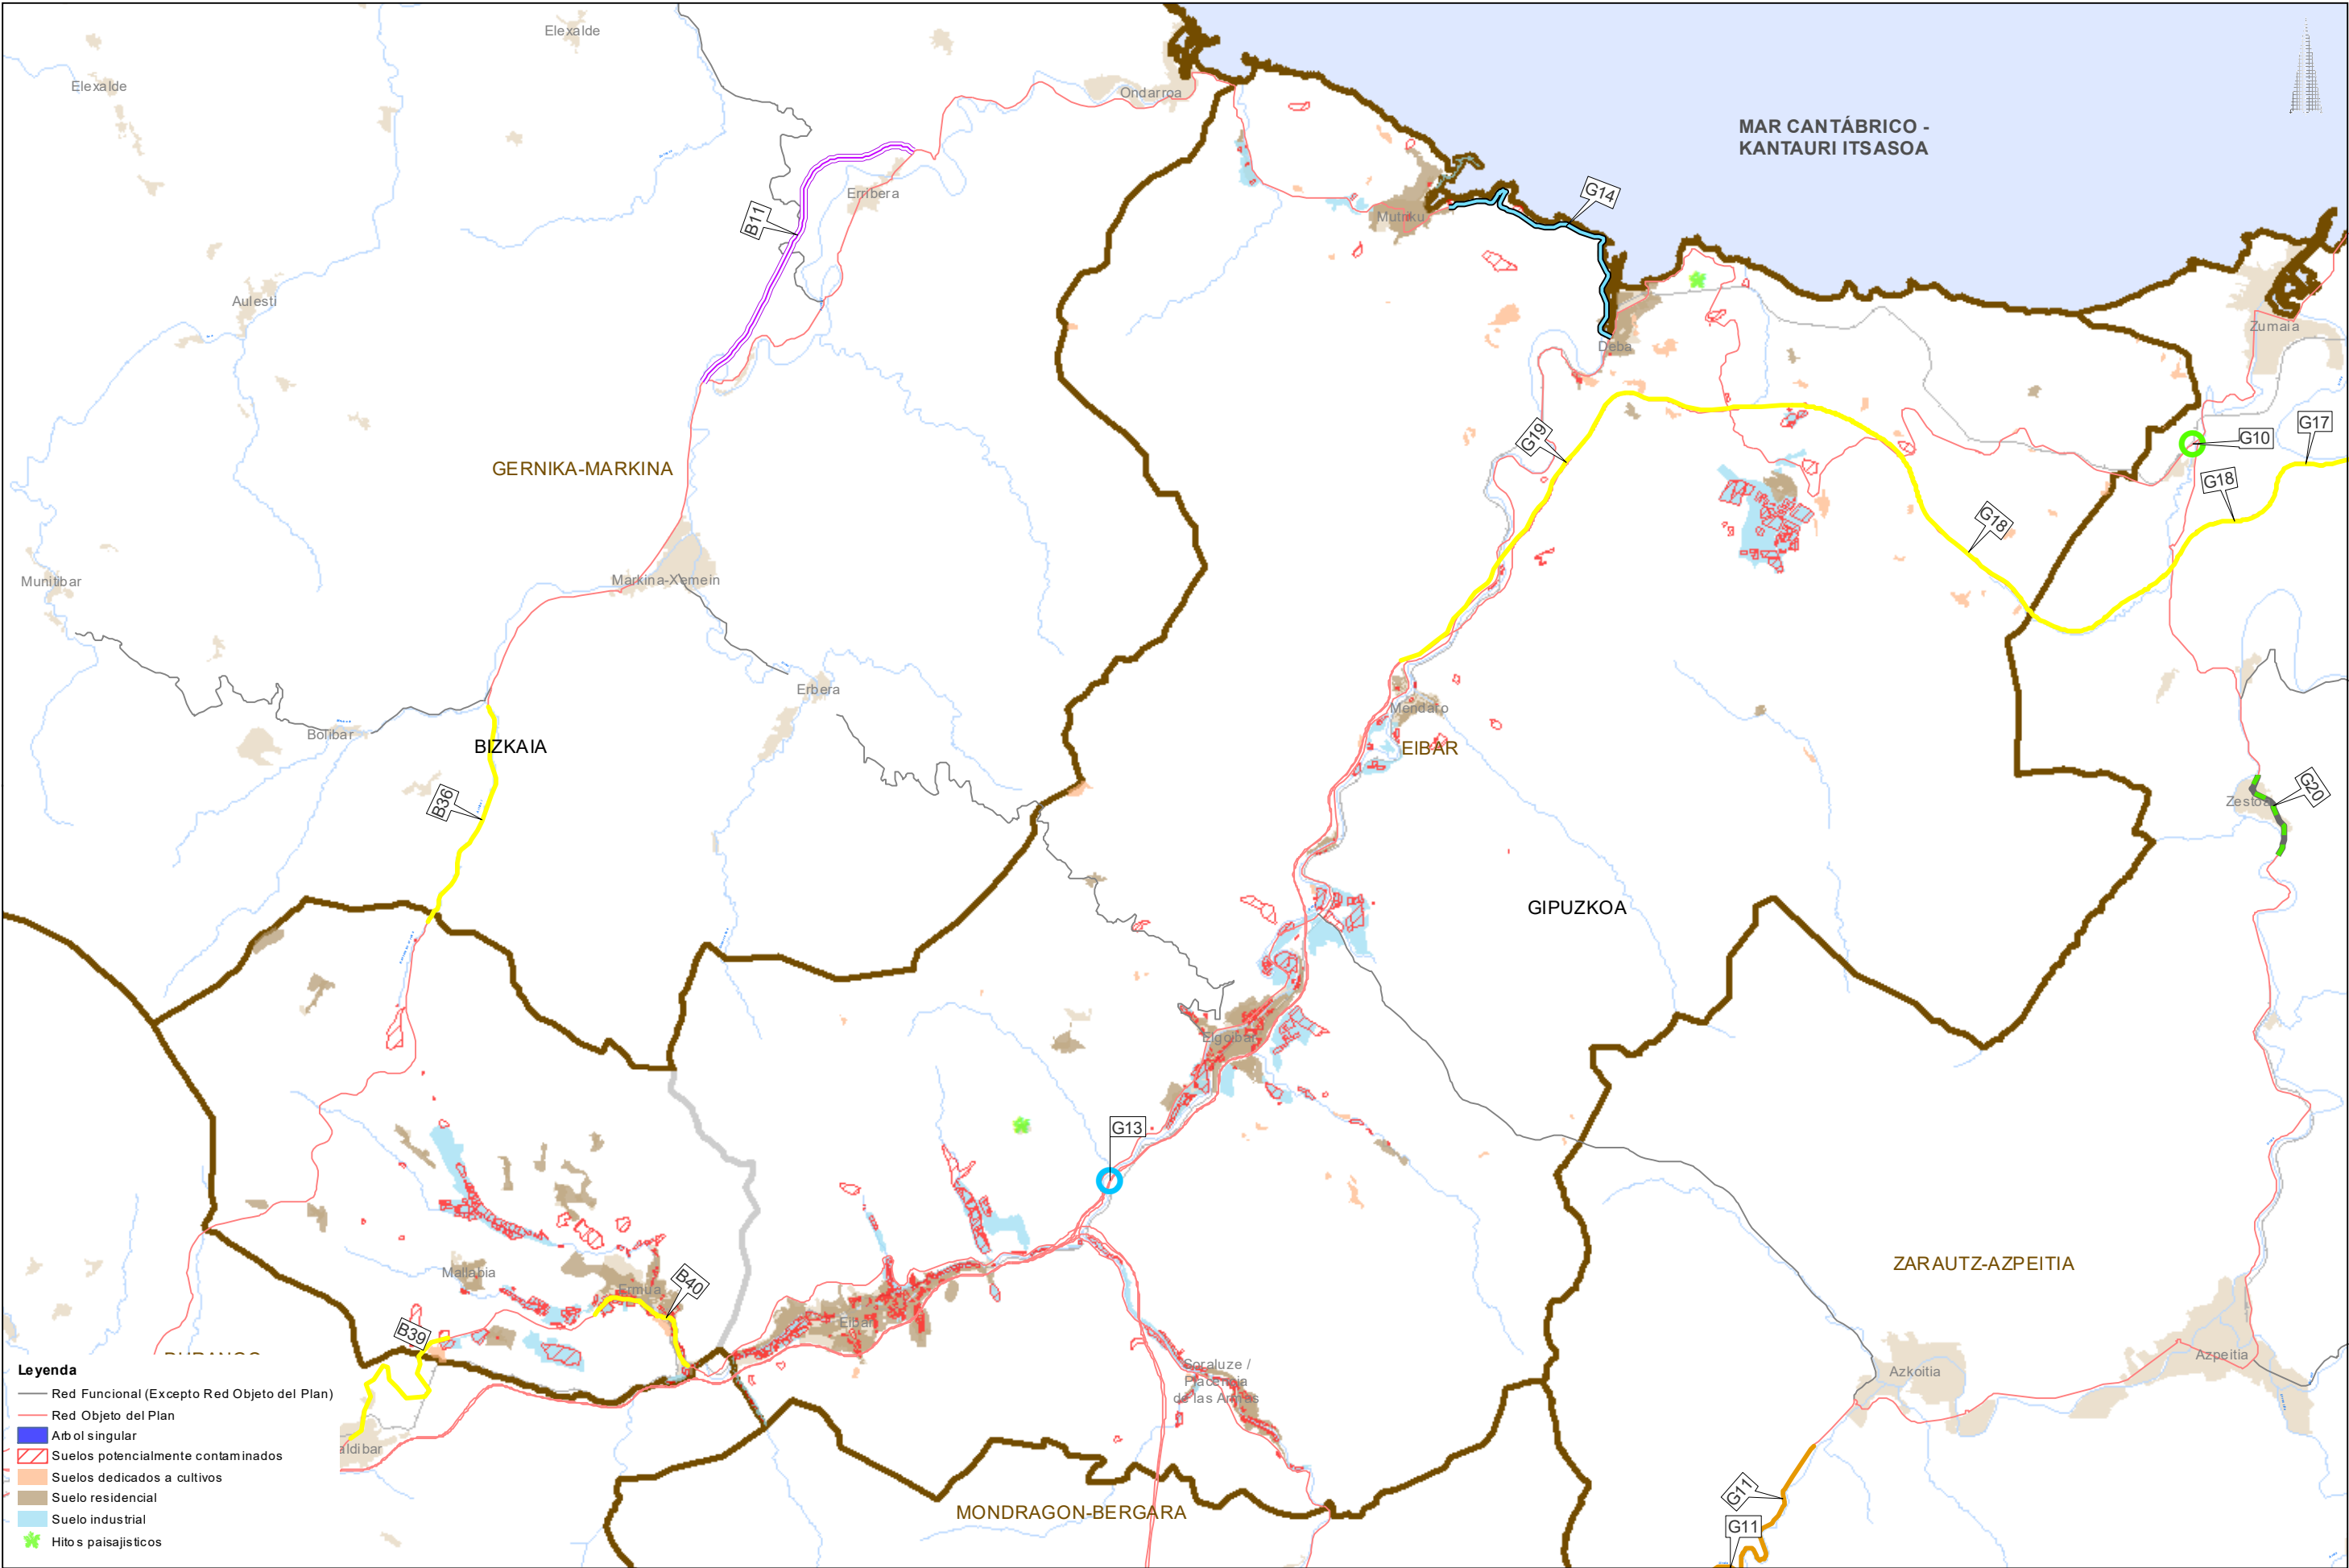 Elexalde
Elexalde
Ondarroa
MAR CANTÁBRICO -
KANTAURI ITSASOA
Erribera
B11
Mutriku
G14
Aulesti
Deba
Zumaia
G19
G17
G10
G18
G18
GERNIKA-MARKINA
Munitibar
Markina-Xemein
Erbera
Bolibar
BIZKAIA
Mendaro
EIBAR
B36
Zestoa
G20
GIPUZKOA
Elgoibar
G13
ZARAUTZ-AZPEITIA
Mallabia
Ermua
B40
B39
Eibar
Soraluze /
Placencia
de las Armas
Azkoitia
Azpeitia
aldibar
MONDRAGON-BERGARA
G11
G11
Leyenda
Red Funcional (Excepto Red Objeto del Plan)
Red Objeto del Plan
Arbol singular
Suelos potencialmente contaminados
Suelos dedicados a cultivos
Suelo residencial
Suelo industrial
Hitos paisajísticos